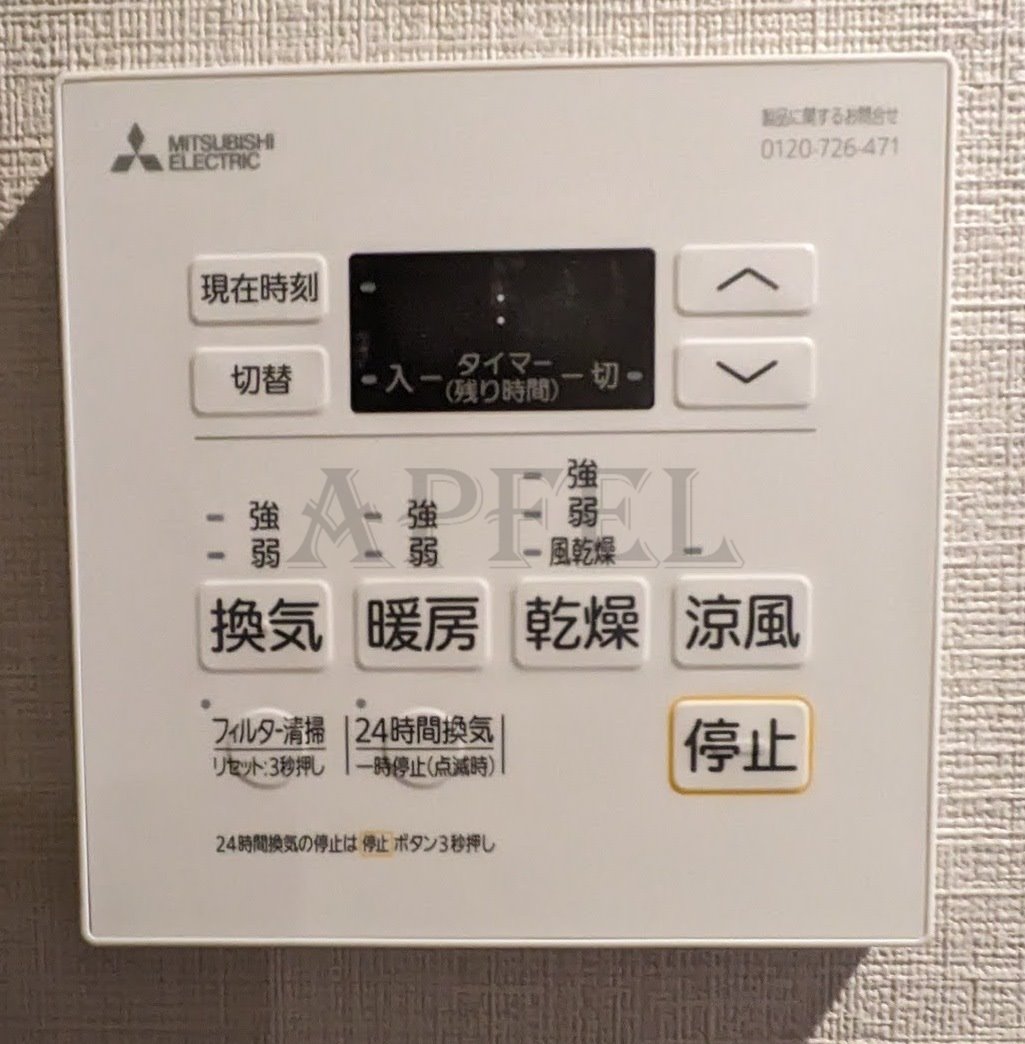 MITSUBISHI
ELECTRIC
製品に関するお問合せ
0120-726-471
現在時刻
切替
タイマー
入 切
(残り時間)
強
弱
強
弱
強
弱
風乾燥
APFEL
換気 暖房 乾燥 涼風
フィルター清掃
リセット:3秒押し
24時間換気
一時停止(点滅時)
停止
24時間換気の停止は 停止 ボタン3秒押し